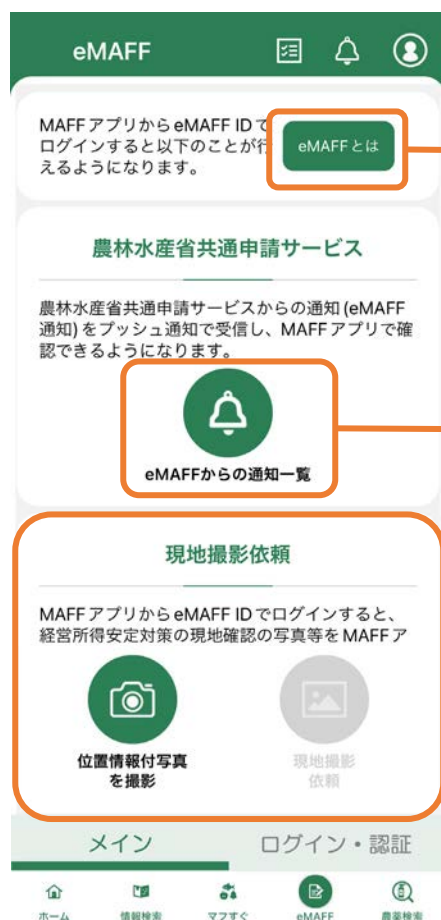 eMAFF
MAFFアプリからeMAFF IDで
ログインすると以下のことが行
えるようになります。
eMAFFとは
農林水産省共通申請サービス
農林水産省共通申請サービスからの通知(eMAFF
通知)をプッシュ通知で受信し、MAFFアプリで確
認できるようになります。
eMAFFからの通知一覧
現地撮影依頼
MAFFアプリからeMAFF IDでログインすると、
経営所得安定対策の現地確認の写真等をMAFFア
位置情報付写真
を撮影
現地撮影
依頼
メイン
ログイン・認証
ホーム
情報検索
マフすぐ
eMAFF
農薬検索